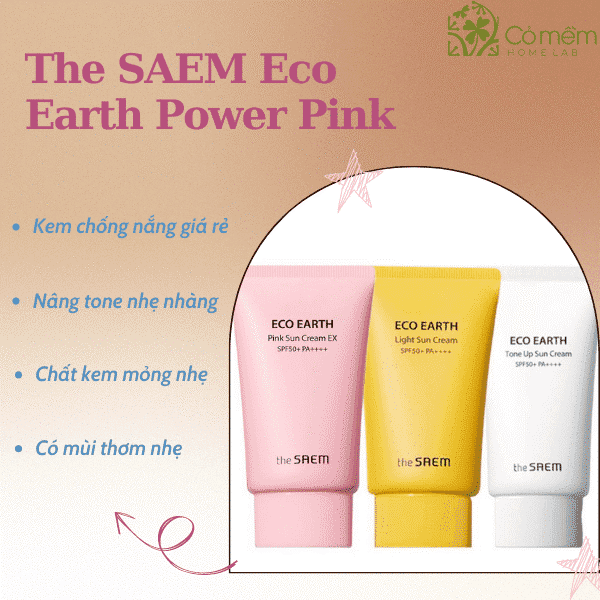 Cỏ mềm
HOME LAB
The SAEM Eco
Earth Power Pink
Kem chống nắng giá rẻ
Nâng tone nhẹ nhàng
Chất kem mỏng nhẹ
Có mùi thơm nhẹ
ECO EARTH
Pink Sun Cream EX
SPF50+ PA++++
the SAEM
ECO EARTH
Light Sun Cream
SPF50+ PA++++
the SAEM
ECO EARTH
Tone Up Sun Cream
SPF50+ PA++++
the SAEM